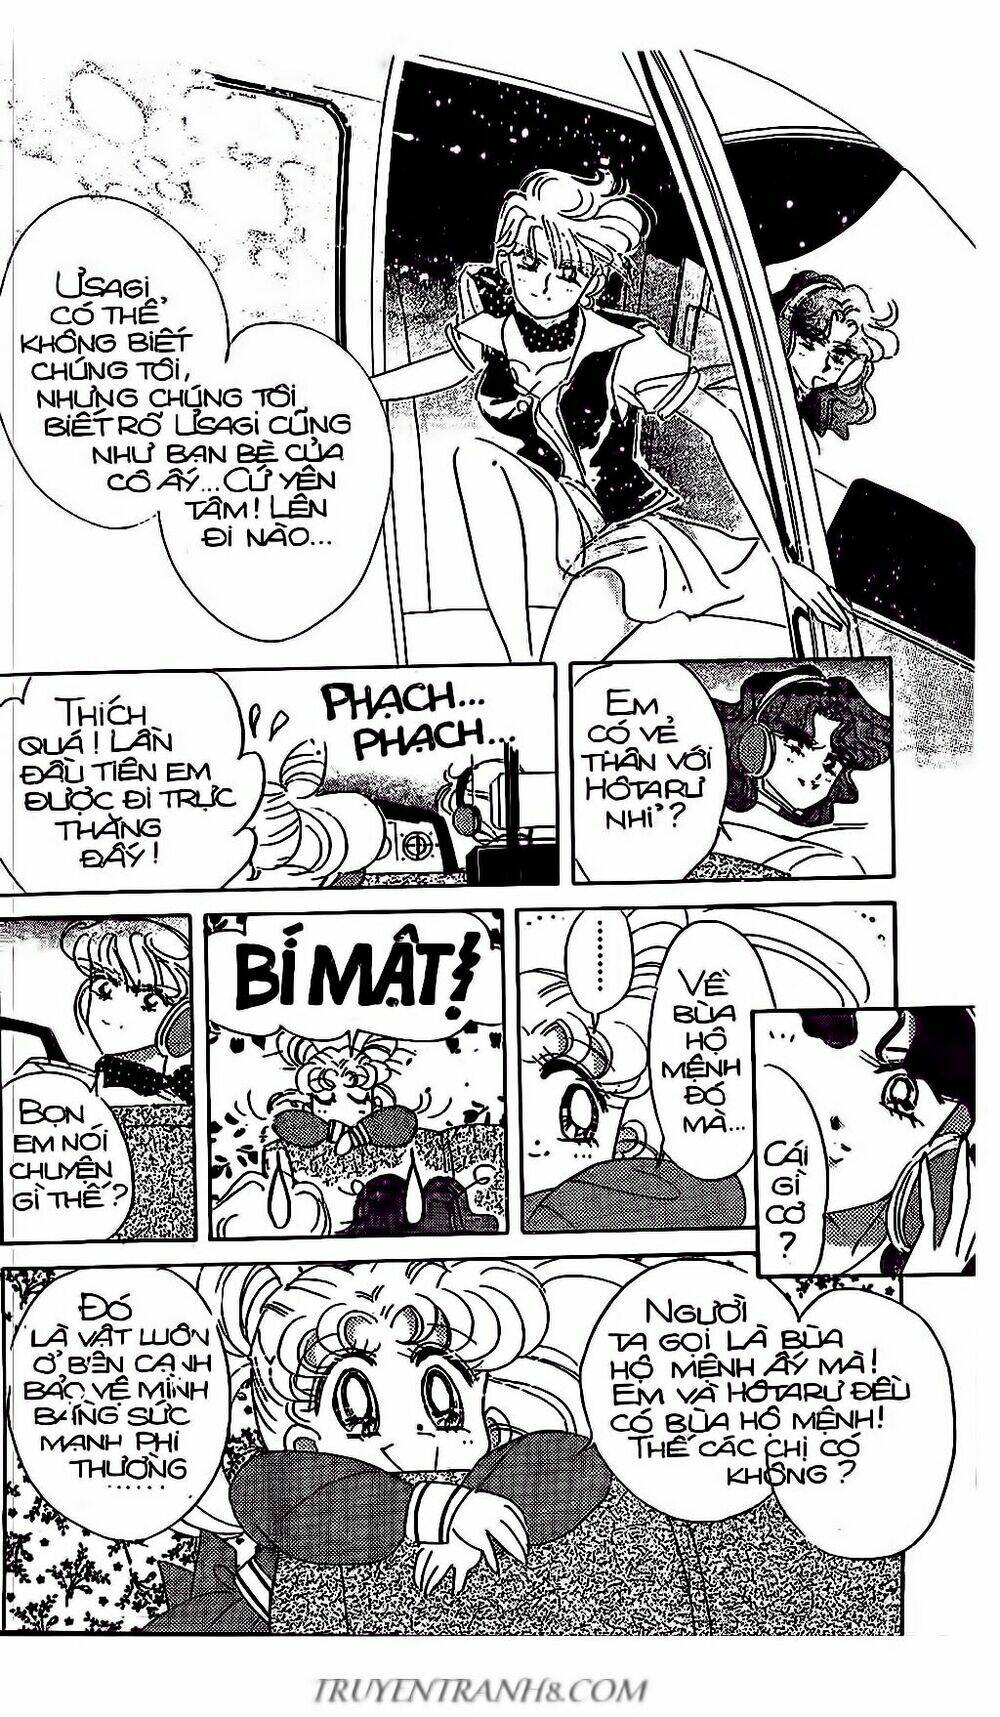 ƯSAGI
CÓ THỂ
KHÔNG BIẾT
CHÚNG TÔI,
NHƯNG CHÚNG TÔI
BIẾT RÕ ƯSAGI CŨNG
NHƯ BẠN BÈ CỦA
CÔ ẤY... CỨ YÊN
TÂM! LÊN
ĐI NÀO...
THÍCH
QUÁ! LẦN
ĐẦU TIÊN EM
ĐƯỢC ĐI TRỰC
THĂNG
ĐẤY!
PHẠCH...
PHẠCH...
EM
CÓ VẺ
THÂN VỚI
HÔTARƯ
NHỈ?
BỌN
EM NÓI
CHUYỆN
GÌ THẾ?
BÍ MẬT!
VỀ
BÙA
HỘ
MỆNH
ĐÓ
MÀ...
CÁI
GÌ
CƠ
?
ĐÓ
LÀ VẬT LUÔN
Ở BÊN CẠNH
BẢO VỆ MÌNH
BẰNG SỨC
MẠNH PHI
THƯỜNG
......
NGƯỜI
TA GỌI LÀ BÙA
HỘ MỆNH ẤY MÀ!
EM VÀ HÔTARƯ ĐỀU
CÓ BÙA HỘ MỆNH!
THẾ CÁC CHỊ CÓ
KHÔNG?
TRUYENTRANH8.COM